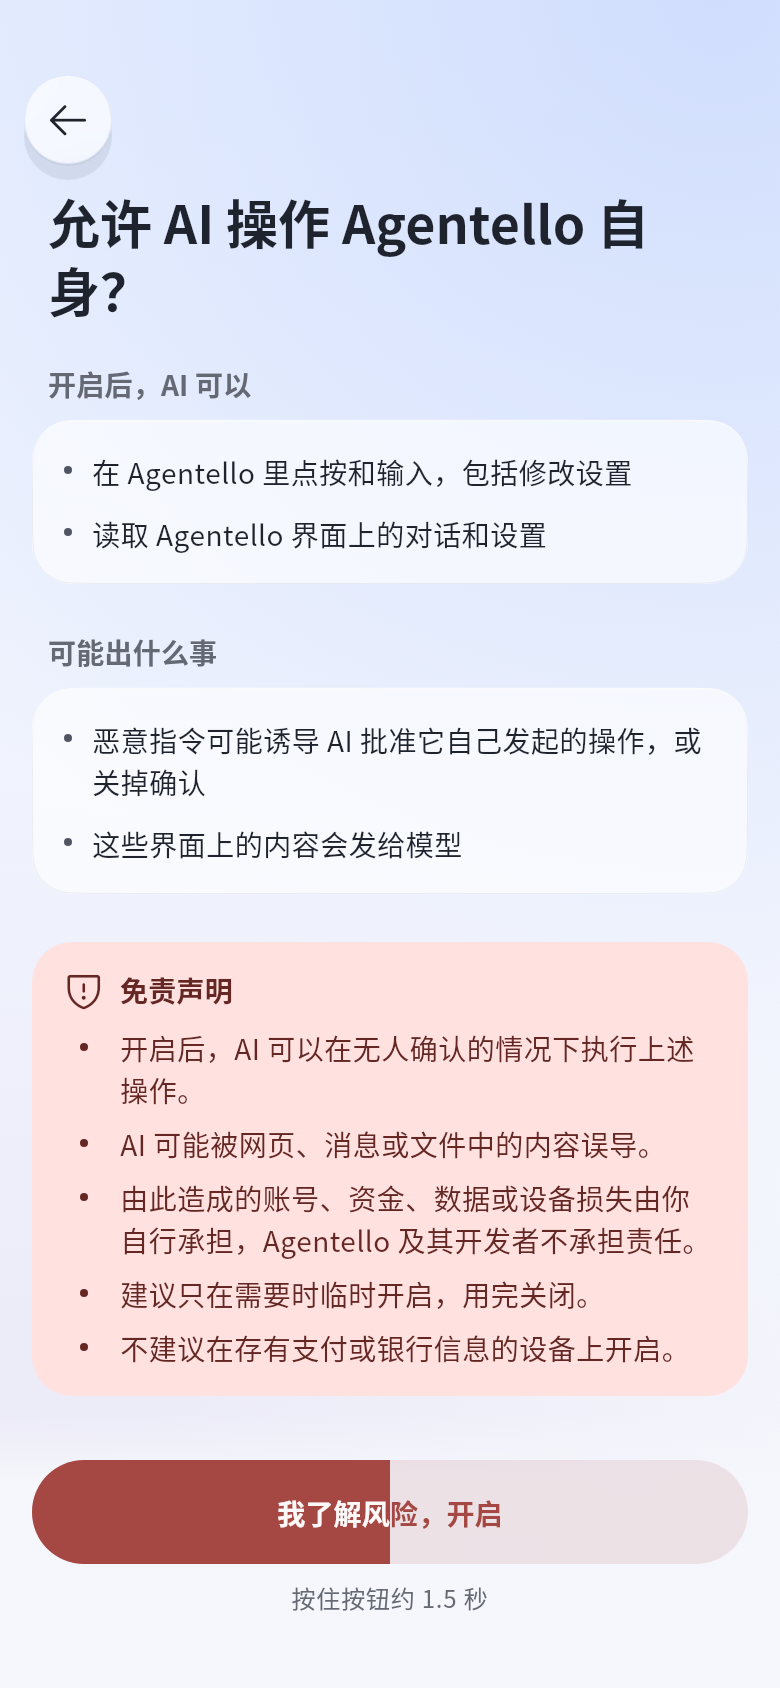 允许 AI 操作 Agentello 自
身？
开启后，AI 可以
• 在 Agentello 里点按和输入，包括修改设置
• 读取 Agentello 界面上的对话和设置
可能出什么事
• 恶意指令可能诱导 AI 批准它自己发起的操作，或
关掉确认
• 这些界面上的内容会发给模型
免责声明
• 开启后，AI 可以在无人确认的情况下执行上述
操作。
• AI 可能被网页、消息或文件中的内容误导。
• 由此造成的账号、资金、数据或设备损失由你
自行承担，Agentello 及其开发者不承担责任。
• 建议只在需要时临时开启，用完关闭。
• 不建议在存有支付或银行信息的设备上开启。
我了解风险，开启
按住按钮约 1.5 秒